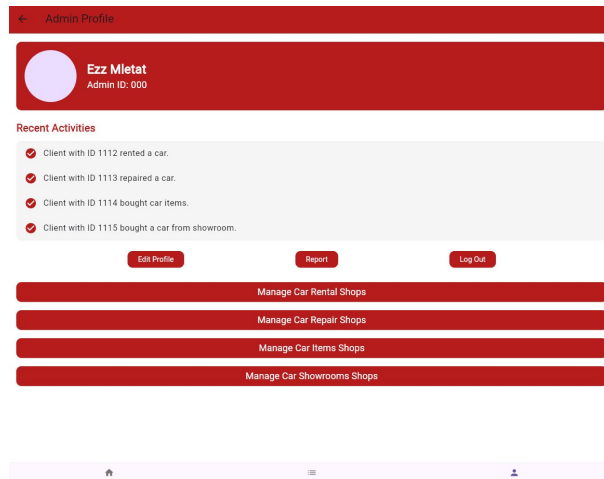 Admin Profile
Ezz Mletat
Admin ID: 000
Recent Activities
Client with ID 1112 rented a car.
Client with ID 1113 repaired a car.
Client with ID 1114 bought car items.
Client with ID 1115 bought a car from showroom.
Edit Profile Report Log Out
Manage Car Rental Shops
Manage Car Repair Shops
Manage Car Items Shops
Manage Car Showrooms Shops